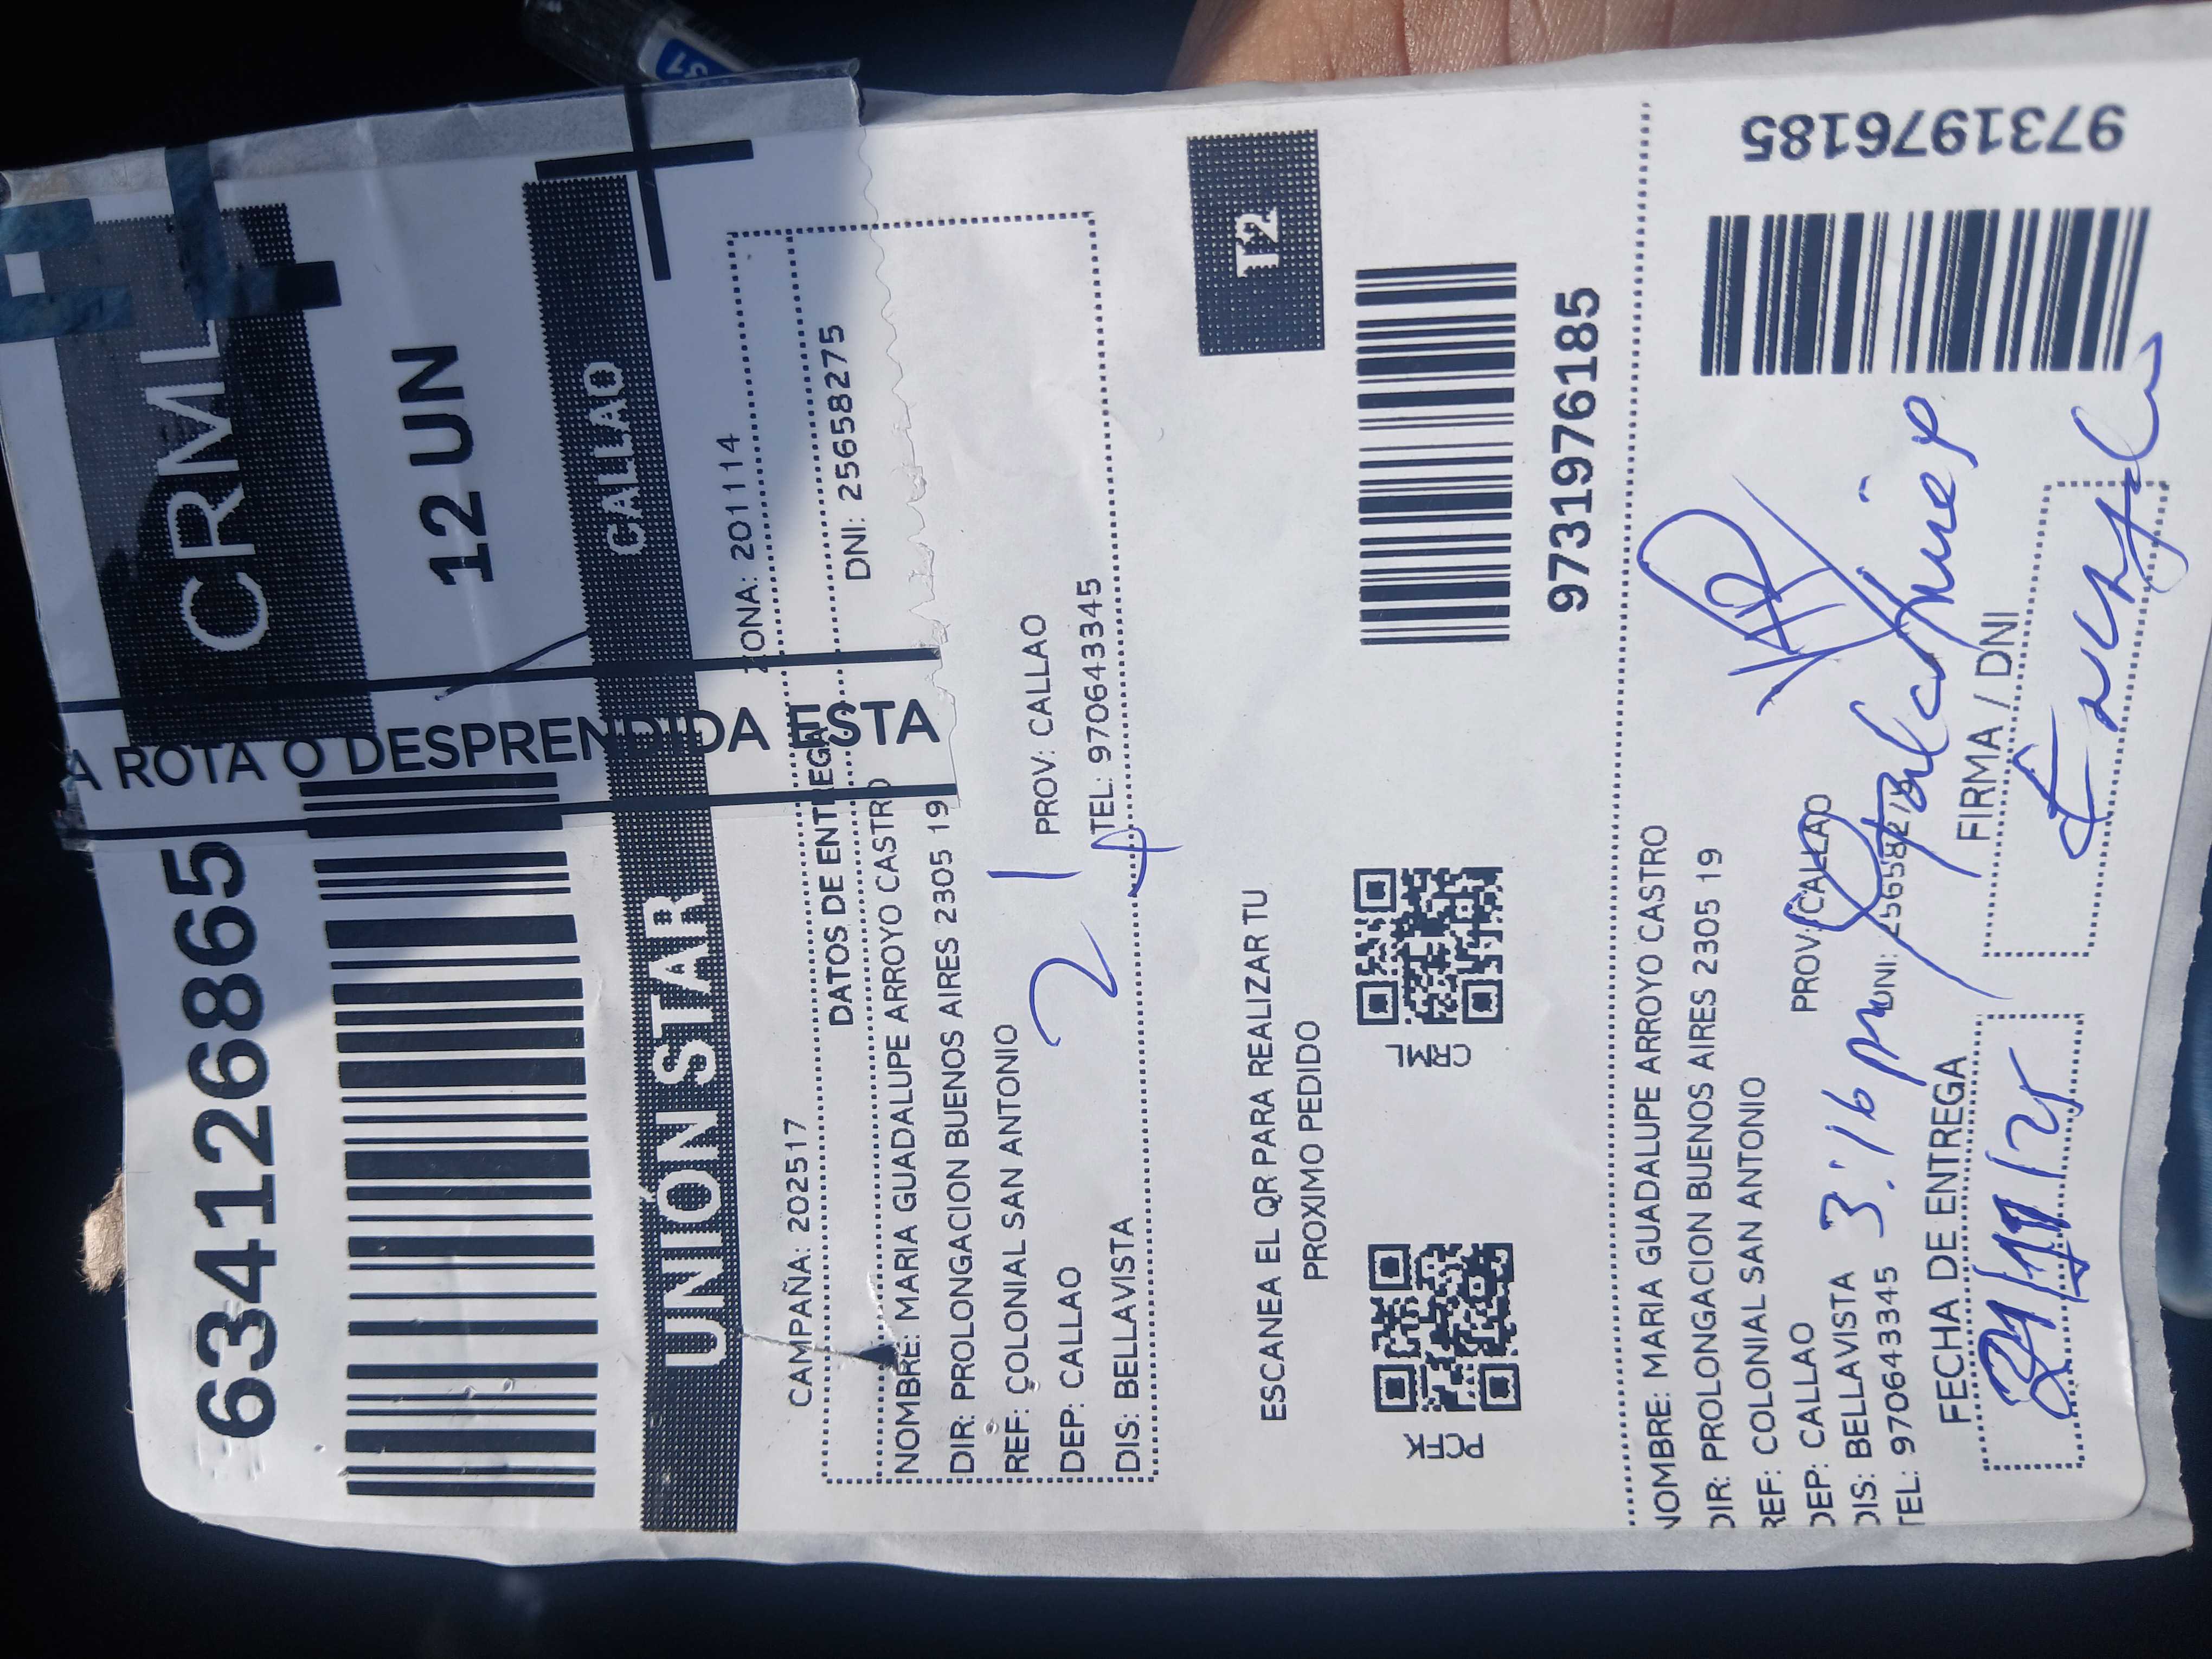 CRML
6341268 65
12 UN
A ROTA O DESPRENDIDA ESTA
UNION STAR
CALLAO
CAMPAÑA: 202517
ZONA: 201114
DATOS DE ENTREGA
NOMBRE: MARIA GUADALUPE ARROYO CASTRO
DNI: 25658275
DIR: PROLONGACION BUENOS AIRES 2305 19
REF: COLONIAL SAN ANTONIO
DEP: CALLAO
PROV: CALLAO
DIS: BELLAVISTA
TEL: 970643345
21
ESCANEA EL QR PARA REALIZAR TU
PROXIMO PEDIDO
T2
PCFK
CRML
9731976185
NOMBRE: MARIA GUADALUPE ARROYO CASTRO
DIR: PROLONGACION BUENOS AIRES 2305 19
REF: COLONIAL SAN ANTONIO
DEP: CALLAO
PROV: CALLAO
DIS: BELLAVISTA
3:16 pm
TEL: 970643345
FECHA DE ENTREGA
FIRMA / DNI
9731976185
31